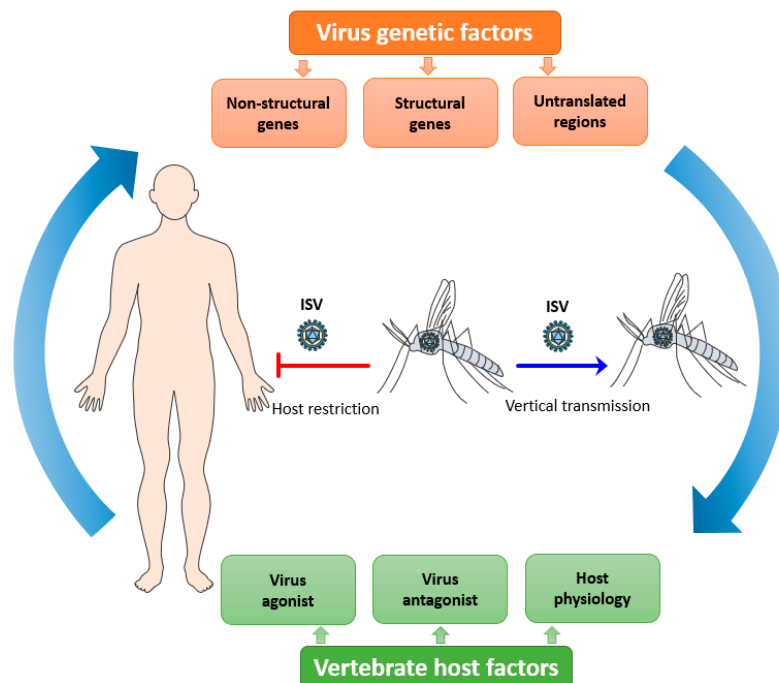 Virus genetic factors
Non-structural
genes
Structural
genes
Untranslated
regions
ISV
ISV
Host restriction
Vertical transmission
Virus
agonist
Virus
antagonist
Host
physiology
Vertebrate host factors